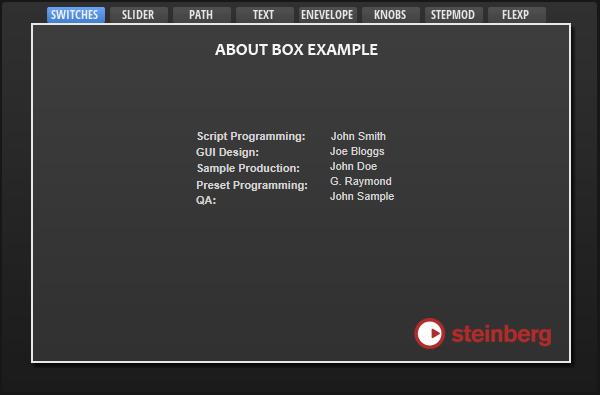 SWITCHES SLIDER PATH TEXT ENEVELOPE KNOBS STEPMOD FLEXP
ABOUT BOX EXAMPLE
Script Programming: John Smith
GUI Design: Joe Bloggs
Sample Production: John Doe
Preset Programming: G. Raymond
QA: John Sample
steinberg